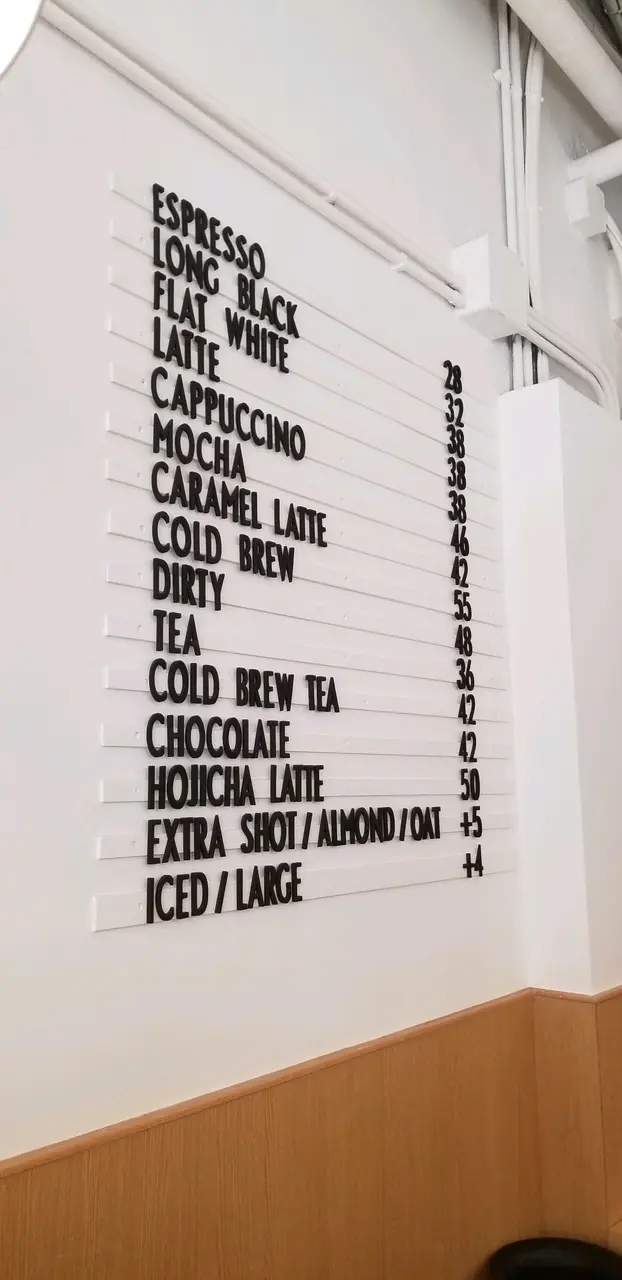 ESPRESSO 28
LONG BLACK 32
FLAT WHITE 38
LATTE 38
CAPPUCCINO 38
MOCHA 46
CARAMEL LATTE 42
COLD BREW 55
DIRTY 48
TEA 36
COLD BREW TEA 42
CHOCOLATE 42
HOJICHA LATTE 50
EXTRA SHOT / ALMOND / OAT +5
ICED / LARGE +4